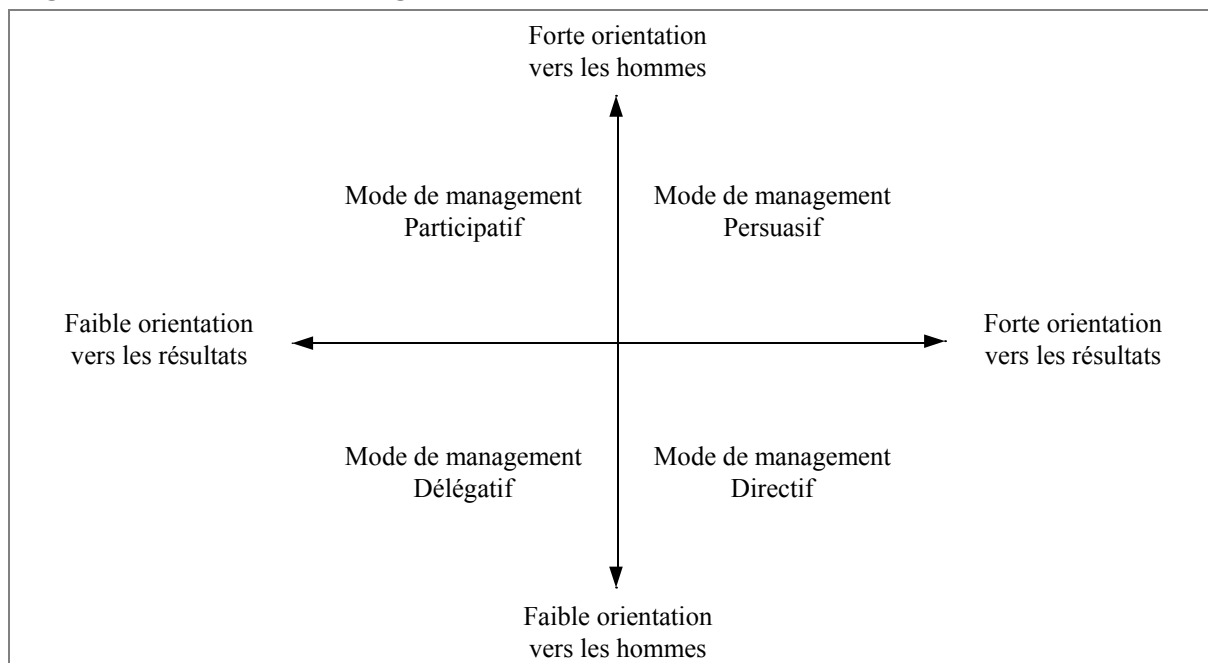 Forte orientation
vers les hommes
Mode de management
Participatif
Mode de management
Persuasif
Faible orientation
vers les résultats
Forte orientation
vers les résultats
Mode de management
Délégatif
Mode de management
Directif
Faible orientation
vers les hommes